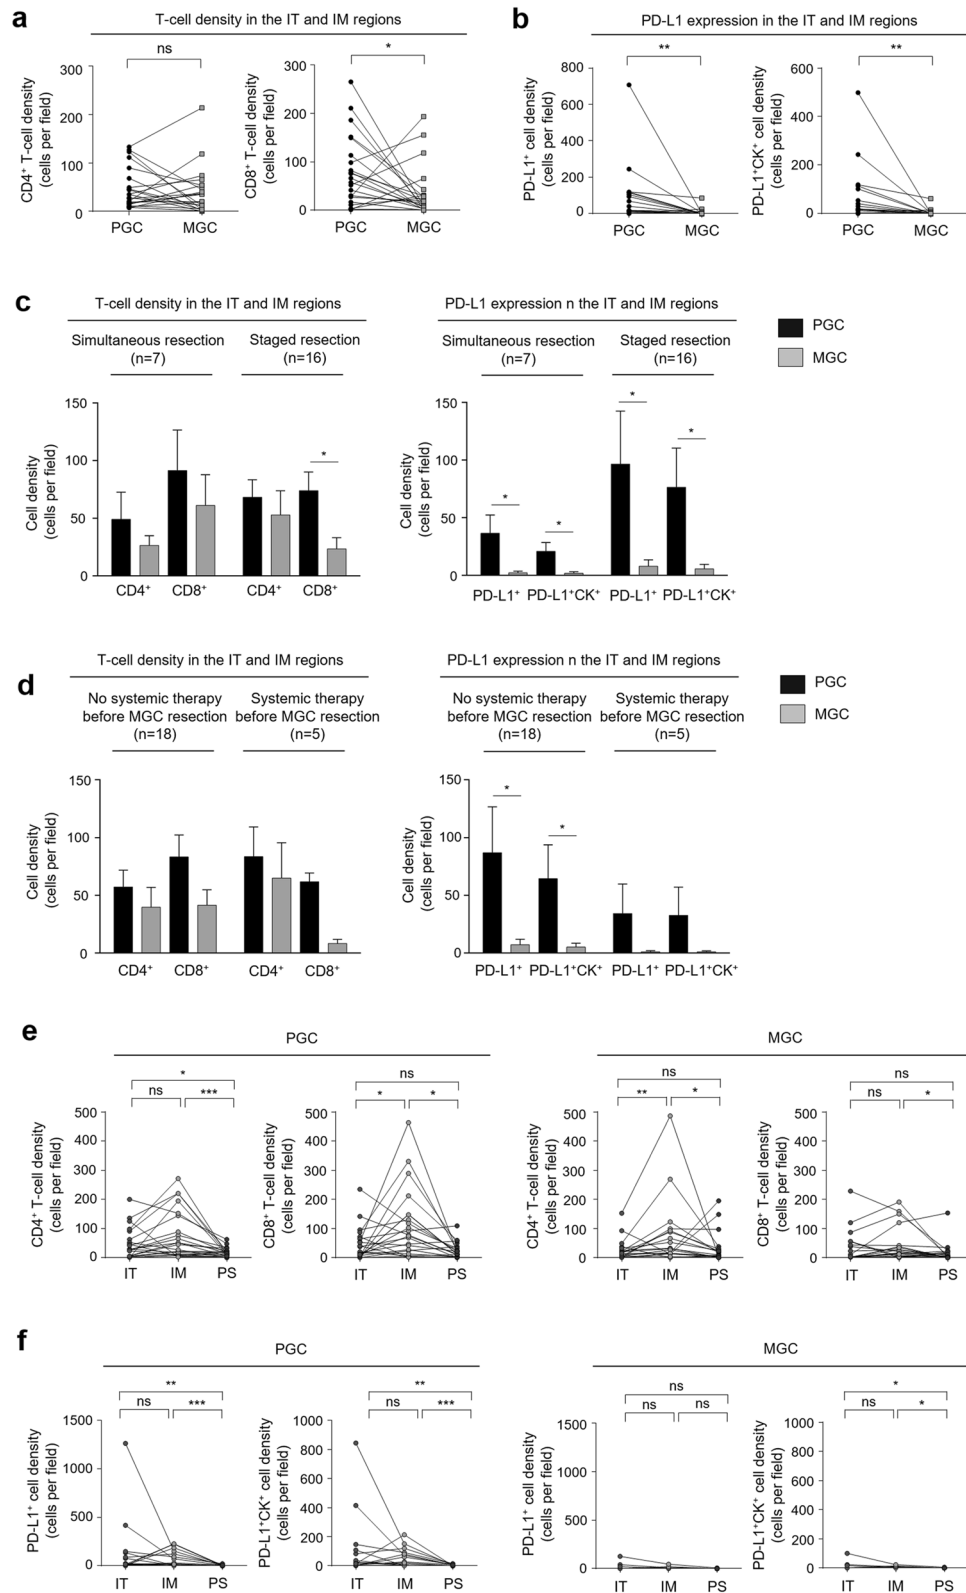 a
T-cell density in the IT and IM regions
ns
*
CD4⁺ T-cell density
(cells per field)
300
200
100
0
PGC
MGC
CD8⁺ T-cell density
(cells per field)
300
200
100
0
PGC
MGC
b
PD-L1 expression in the IT and IM regions
**
**
PD-L1⁺ cell density
(cells per field)
800
600
400
200
0
PGC
MGC
PD-L1⁺CK⁺ cell density
(cells per field)
600
400
200
0
PGC
MGC
c
T-cell density in the IT and IM regions
Simultaneous resection
(n=7)
Staged resection
(n=16)
Cell density
(cells per field)
150
100
50
0
*
CD4⁺
CD8⁺
CD4⁺
CD8⁺
PD-L1 expression n the IT and IM regions
Simultaneous resection
(n=7)
Staged resection
(n=16)
Cell density
(cells per field)
150
100
50
0
*
*
*
*
PD-L1⁺
PD-L1⁺CK⁺
PD-L1⁺
PD-L1⁺CK⁺
PGC
MGC
d
T-cell density in the IT and IM regions
No systemic therapy
before MGC resection
(n=18)
Systemic therapy
before MGC resection
(n=5)
Cell density
(cells per field)
150
100
50
0
CD4⁺
CD8⁺
CD4⁺
CD8⁺
PD-L1 expression n the IT and IM regions
No systemic therapy
before MGC resection
(n=18)
Systemic therapy
before MGC resection
(n=5)
Cell density
(cells per field)
150
100
50
0
*
*
PD-L1⁺
PD-L1⁺CK⁺
PD-L1⁺
PD-L1⁺CK⁺
PGC
MGC
e
PGC
*
ns
***
CD4⁺ T-cell density
(cells per field)
500
400
300
200
100
0
IT
IM
PS
ns
*
*
CD8⁺ T-cell density
(cells per field)
500
400
300
200
100
0
IT
IM
PS
MGC
ns
**
*
CD4⁺ T-cell density
(cells per field)
500
400
300
200
100
0
IT
IM
PS
ns
ns
*
CD8⁺ T-cell density
(cells per field)
500
400
300
200
100
0
IT
IM
PS
f
PGC
**
ns
***
PD-L1⁺ cell density
(cells per field)
1500
1000
500
0
IT
IM
PS
**
ns
***
PD-L1⁺CK⁺ cell density
(cells per field)
1000
800
600
400
200
0
IT
IM
PS
MGC
ns
ns
ns
PD-L1⁺ cell density
(cells per field)
1500
1000
500
0
IT
IM
PS
*
ns
*
PD-L1⁺CK⁺ cell density
(cells per field)
1000
800
600
400
200
0
IT
IM
PS